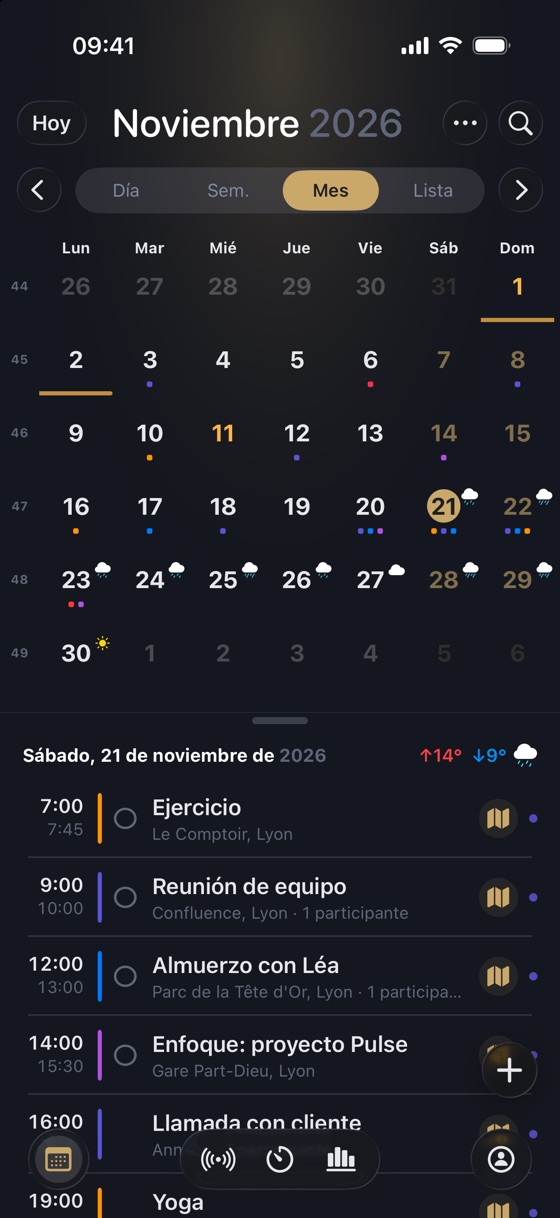 09:41
Hoy
Noviembre 2026
Día Sem. Mes Lista
Lun Mar Mié Jue Vie Sáb Dom
44 26 27 28 29 30 31 1
45 2 3 4 5 6 7 8
46 9 10 11 12 13 14 15
47 16 17 18 19 20 21 22
48 23 24 25 26 27 28 29
49 30 1 2 3 4 5 6
Sábado, 21 de noviembre de 2026 ↑14° ↓9°
7:00 Ejercicio
7:45 Le Comptoir, Lyon
9:00 Reunión de equipo
10:00 Confluence, Lyon · 1 participante
12:00 Almuerzo con Léa
13:00 Parc de la Tête d'Or, Lyon · 1 participa...
14:00 Enfoque: proyecto Pulse
15:30 Gare Part-Dieu, Lyon
16:00 Llamada con cliente
19:00 Yoga